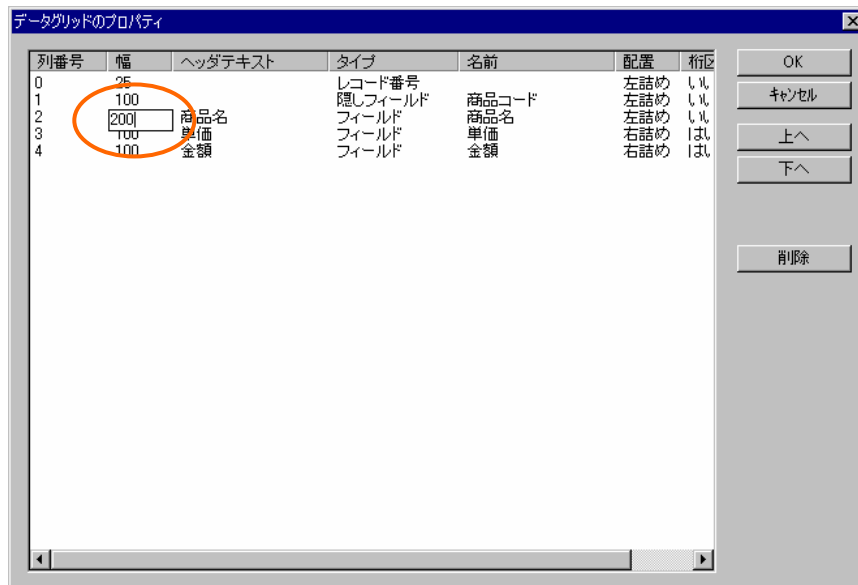 データグリッドのプロパティ
列番号 幅 ヘッダテキスト タイプ 名前 配置 桁区
0 25 レコード番号 左詰め いい
1 100 隠しフィールド 商品コード 左詰め いい
2 200 商品名 フィールド 商品名 左詰め いい
3 100 単価 フィールド 単価 右詰め はい
4 100 金額 フィールド 金額 右詰め はい
OK
キャンセル
上へ
下へ
削除